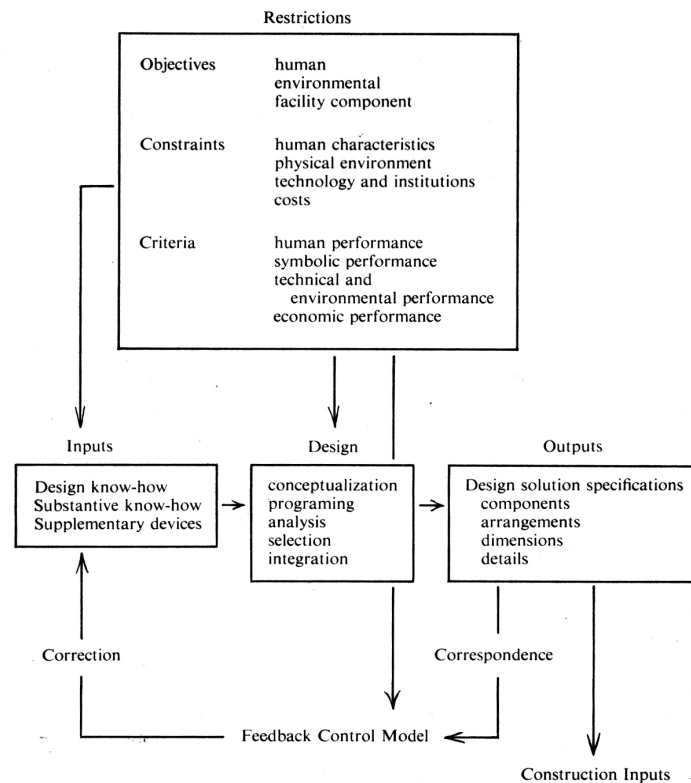 Restrictions
Objectives human
environmental
facility component
Constraints human characteristics
physical environment
technology and institutions
costs
Criteria human performance
symbolic performance
technical and
environmental performance
economic performance
Inputs
Design know-how
Substantive know-how
Supplementary devices
Design
conceptualization
programing
analysis
selection
integration
Outputs
Design solution specifications
components
arrangements
dimensions
details
Correction
Correspondence
Feedback Control Model
Construction Inputs